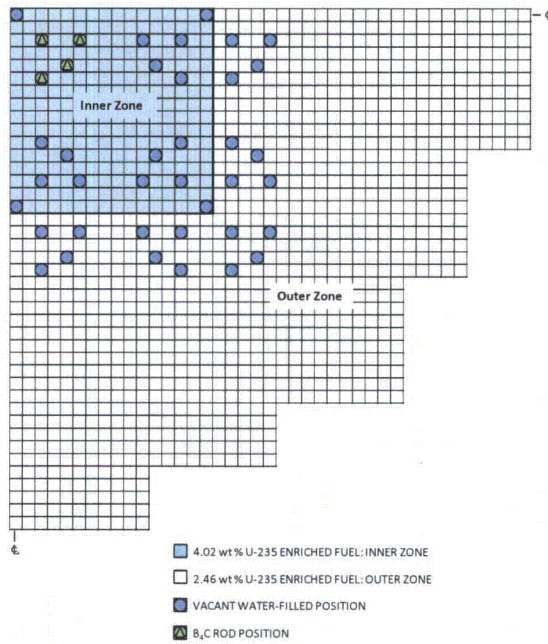 ℄
Inner Zone
Outer Zone
℄
4.02 wt% U-235 ENRICHED FUEL: INNER ZONE
2.46 wt% U-235 ENRICHED FUEL: OUTER ZONE
VACANT WATER-FILLED POSITION
B₄C ROD POSITION